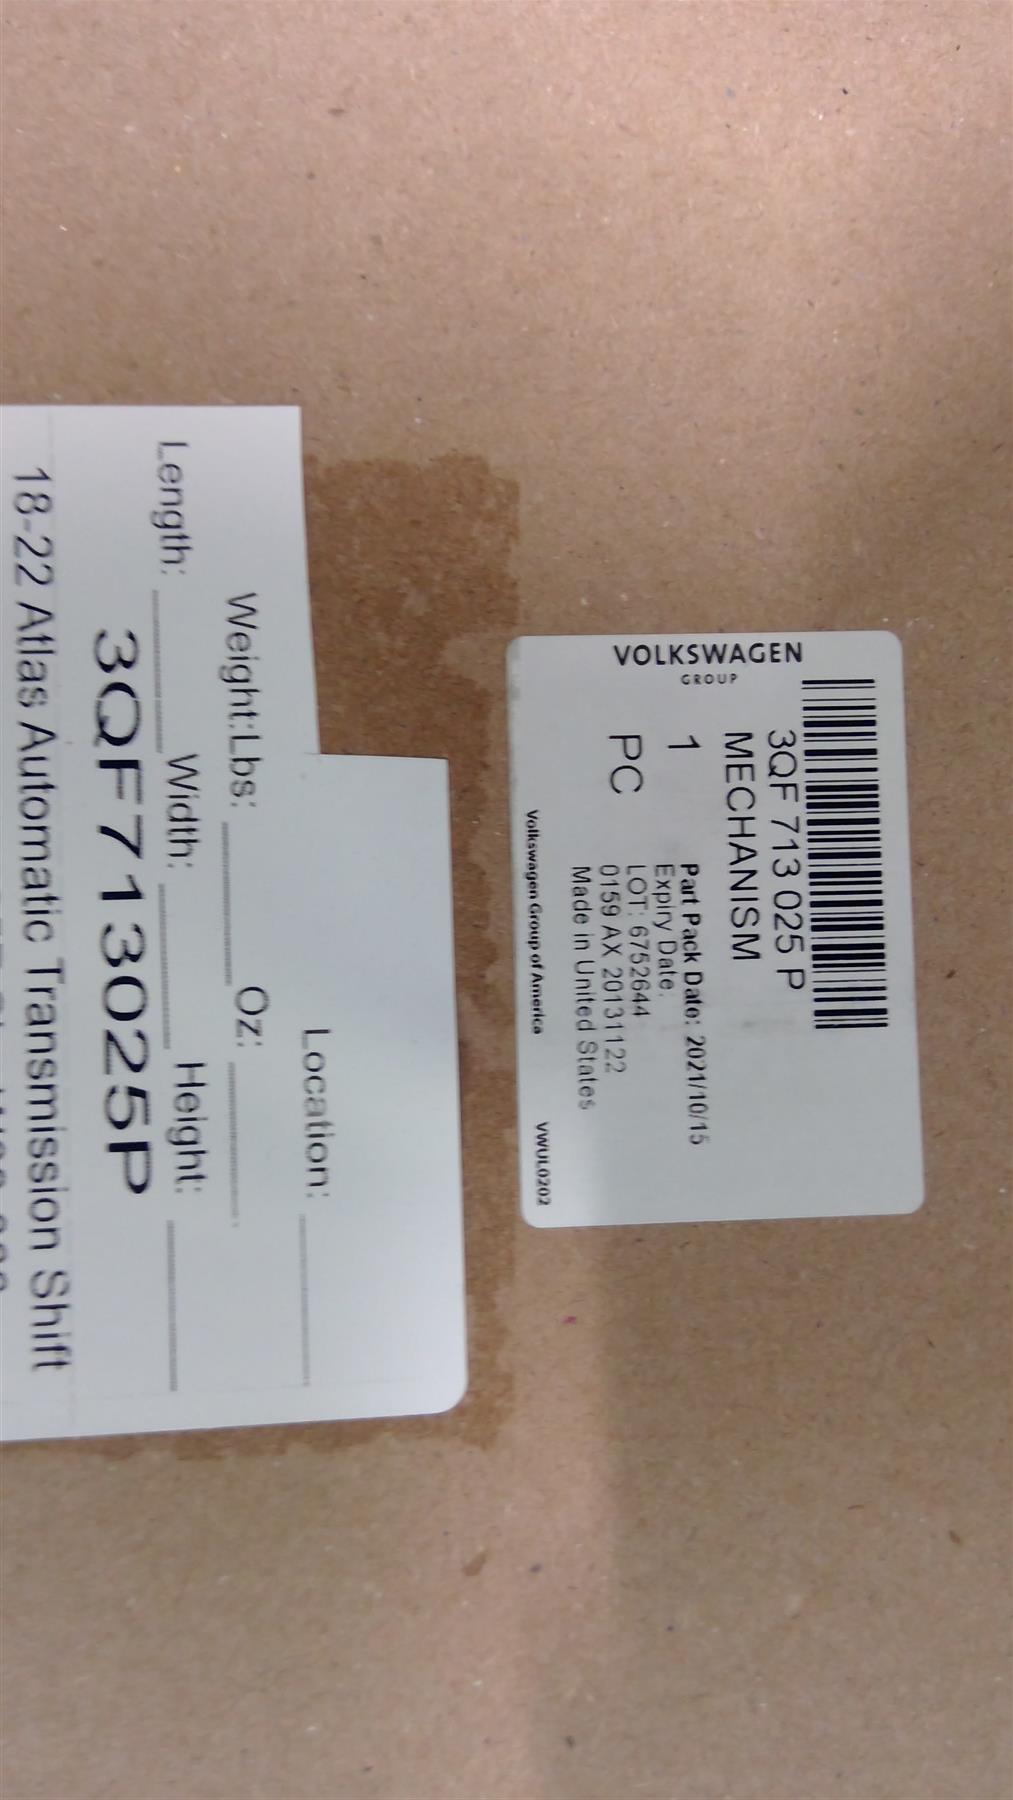 3QF 713 025 P
MECHANISM
VOLKSWAGEN
GROUP
1
PC
Part Pack Date: 2021/10/15
Expiry Date:
LOT: 6752644
0159 AX 20131122
Made in United States
Volkswagen Group of America
VWUL0202
Location:
Weight:Lbs: Oz:
Length: Width: Height:
3QF713025P
18-22 Atlas Automatic Transmission Shift